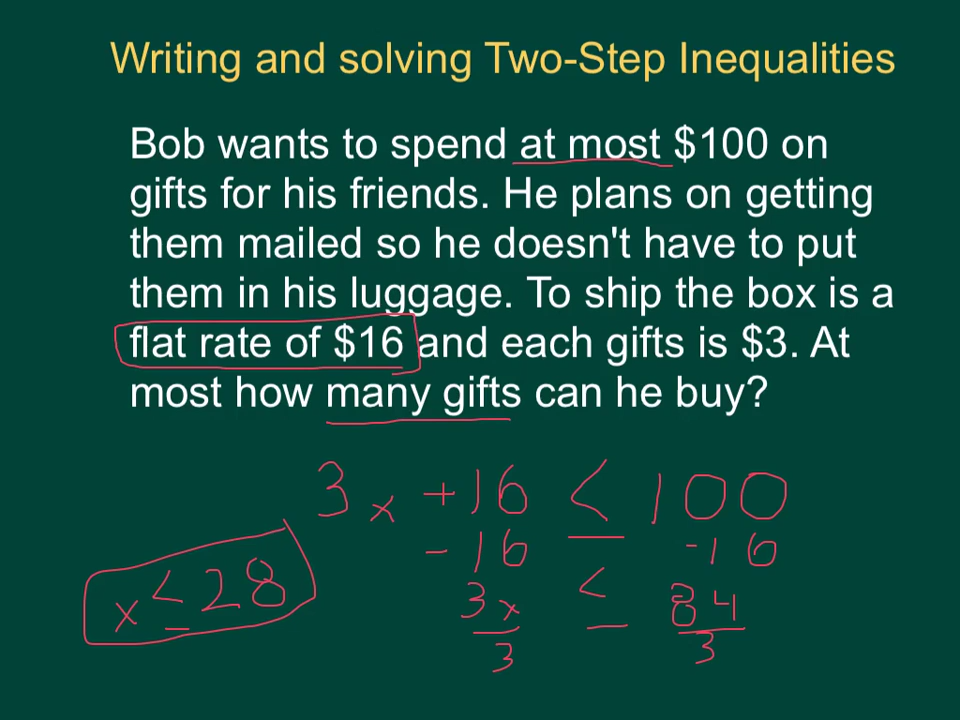 Writing and solving Two-Step Inequalities
Bob wants to spend at most $100 on
gifts for his friends. He plans on getting
them mailed so he doesn't have to put
them in his luggage. To ship the box is a
flat rate of $16 and each gifts is $3. At
most how many gifts can he buy?
3x +16 ≤ 100
-16 -16
3x ≤ 84
3 3
x ≤ 28